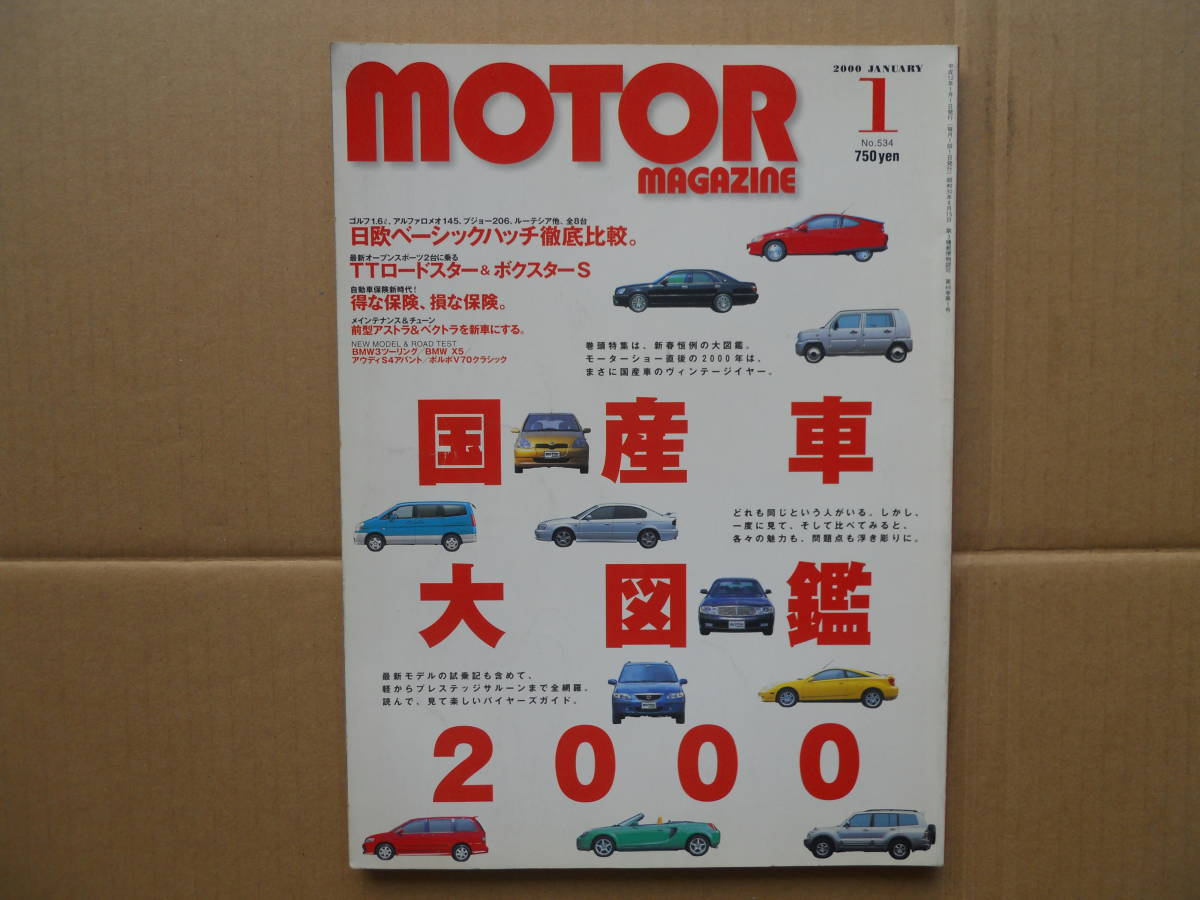 MOTOR
MAGAZINE
2000 JANUARY
1
No.534
750yen
ゴルフ1.6ℓ、アルファロメオ145、プジョー206、ルーテシア他、全8台
日欧ベーシックハッチ徹底比較。
最新オープンスポーツ2台に乗る
TTロードスター&ボクスターS
自動車保険新時代!
得な保険、損な保険。
メインテナンス&チューン
前型アストラ&ベクトラを新車にする。
NEW MODEL & ROAD TEST
BMW3ツーリング/BMW X5/
アウディS4アバント/ボルボV70クラシック
巻頭特集は、新春恒例の大図鑑。
モーターショー直後の2000年は、
まさに国産車のヴィンテージイヤー。
国産車
どれも同じという人がいる。しかし、
一度に見て、そして比べてみると、
各々の魅力も、問題点も浮き彫りに。
大図鑑
最新モデルの試乗記も含めて、
軽からプレステッジサルーンまで全網羅。
読んで、見て楽しいバイヤーズガイド。
2000